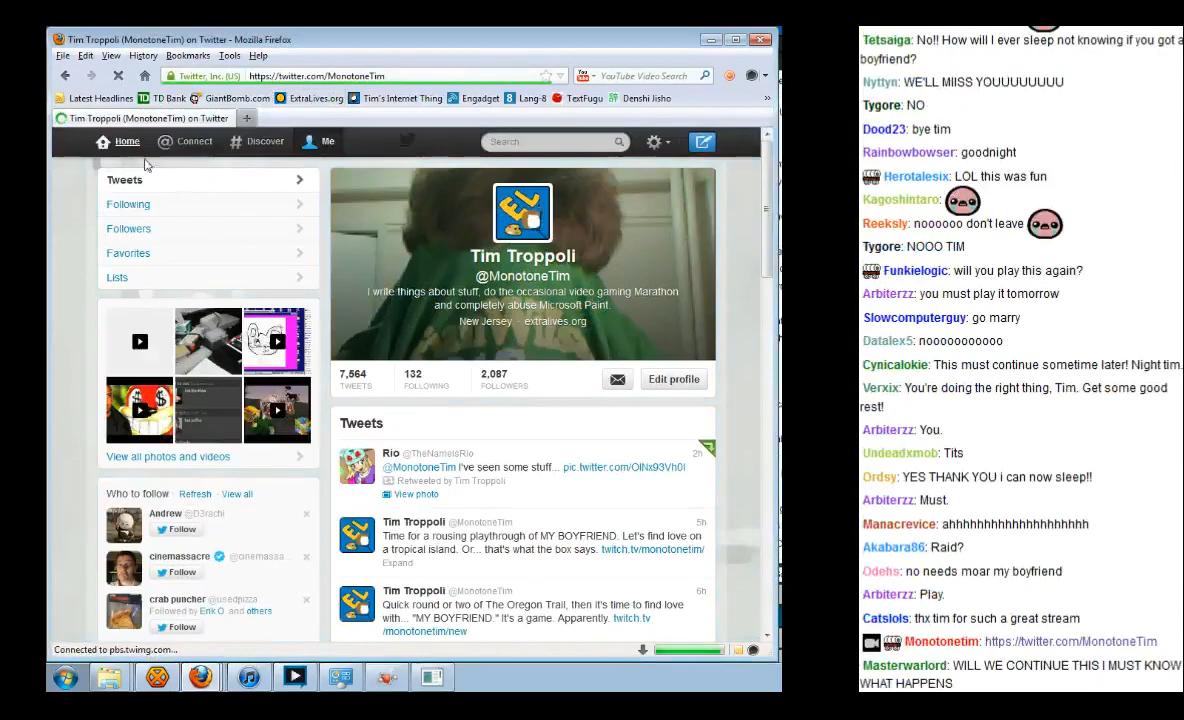 Tim Troppoli (MonotoneTim) on Twitter - Mozilla Firefox
File Edit View History Bookmarks Tools Help
Twitter, Inc. (US) https://twitter.com/MonotoneTim YouTube Video Search
Latest Headlines TD Bank GiantBomb.com ExtraLives.org Tim's Internet Thing Engadget Lang-8 TextFugu Denshi Jisho
Tim Troppoli (MonotoneTim) on Twitter
Home Connect Discover Me Search
Tweets
Following
Followers
Favorites
Lists
View all photos and videos
Who to follow Refresh View all
Andrew @D3rachi
Follow
cinemassacre @cinemassa...
Follow
crab puncher @usedpizza
Followed by Erik O and others
Follow
Tim Troppoli
@MonotoneTim
I write things about stuff, do the occasional video gaming Marathon
and completely abuse Microsoft Paint.
New Jersey extralives.org
7,564 132 2,087
TWEETS FOLLOWING FOLLOWERS
Edit profile
Tweets
Rio @TheNameIsRio 2h
@MonotoneTim I've seen some stuff... pic.twitter.com/OlNx93Vh0I
Retweeted by Tim Troppoli
View photo
Tim Troppoli @MonotoneTim 5h
Time for a rousing playthrough of MY BOYFRIEND. Let's find love on
a tropical island. Or... that's what the box says. twitch.tv/monotonetim/
Expand
Tim Troppoli @MonotoneTim 6h
Quick round or two of The Oregon Trail, then it's time to find love
with... "MY BOYFRIEND." It's a game. Apparently. twitch.tv
/monotonetim/new
Connected to pbs.twimg.com...
Tetsaiga: No!! How will I ever sleep not knowing if you got a
boyfriend?
Nyttyn: WE'LL MIISS YOUUUUUUUU
Tygore: NO
Dood23: bye tim
Rainbowbowser: goodnight
Herotalesix: LOL this was fun
Kagoshintaro:
Reeksly: noooooo don't leave
Tygore: NOOO TIM
Funkielogic: will you play this again?
Arbiterzz: you must play it tomorrow
Slowcomputerguy: go marry
Datalex5: nooooooooooo
Cynicalokie: This must continue sometime later! Night tim.
Verxix: You're doing the right thing, Tim. Get some good
rest!
Arbiterzz: You.
Undeadxmob: Tits
Ordsy: YES THANK YOU i can now sleep!!
Arbiterzz: Must.
Manacrevice: ahhhhhhhhhhhhhhhhhhhh
Akabara86: Raid?
Odehs: no needs moar my boyfriend
Arbiterzz: Play.
Catslols: thx tim for such a great stream
Monotonetim: https://twitter.com/MonotoneTim
Masterwarlord: WILL WE CONTINUE THIS I MUST KNOW
WHAT HAPPENS